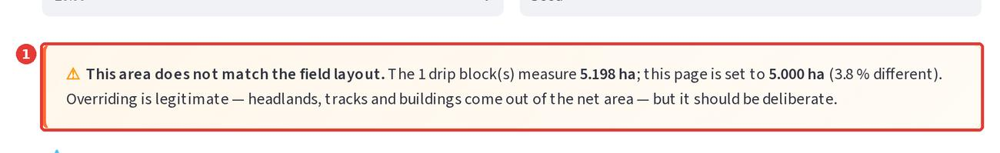 1
⚠ This area does not match the field layout. The 1 drip block(s) measure 5.198 ha; this page is set to 5.000 ha (3.8 % different).
Overriding is legitimate — headlands, tracks and buildings come out of the net area — but it should be deliberate.